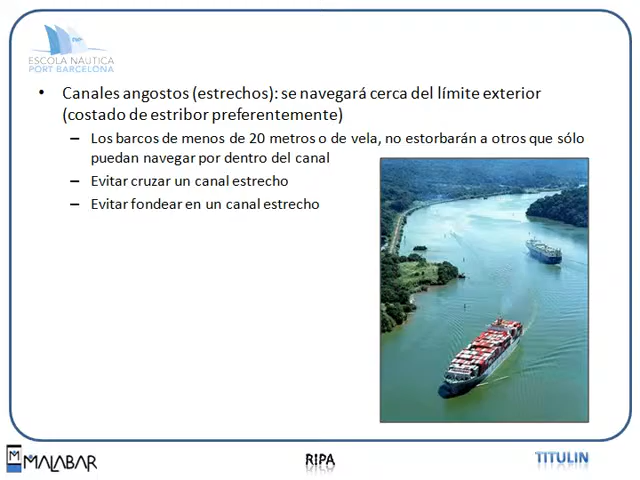 ESCOLA NÀUTICA
PORT BARCELONA
• Canales angostos (estrechos): se navegará cerca del límite exterior
(costado de estribor preferentemente)
– Los barcos de menos de 20 metros o de vela, no estorbarán a otros que sólo
puedan navegar por dentro del canal
– Evitar cruzar un canal estrecho
– Evitar fondear en un canal estrecho
MALABAR
RIPA
TITULIN